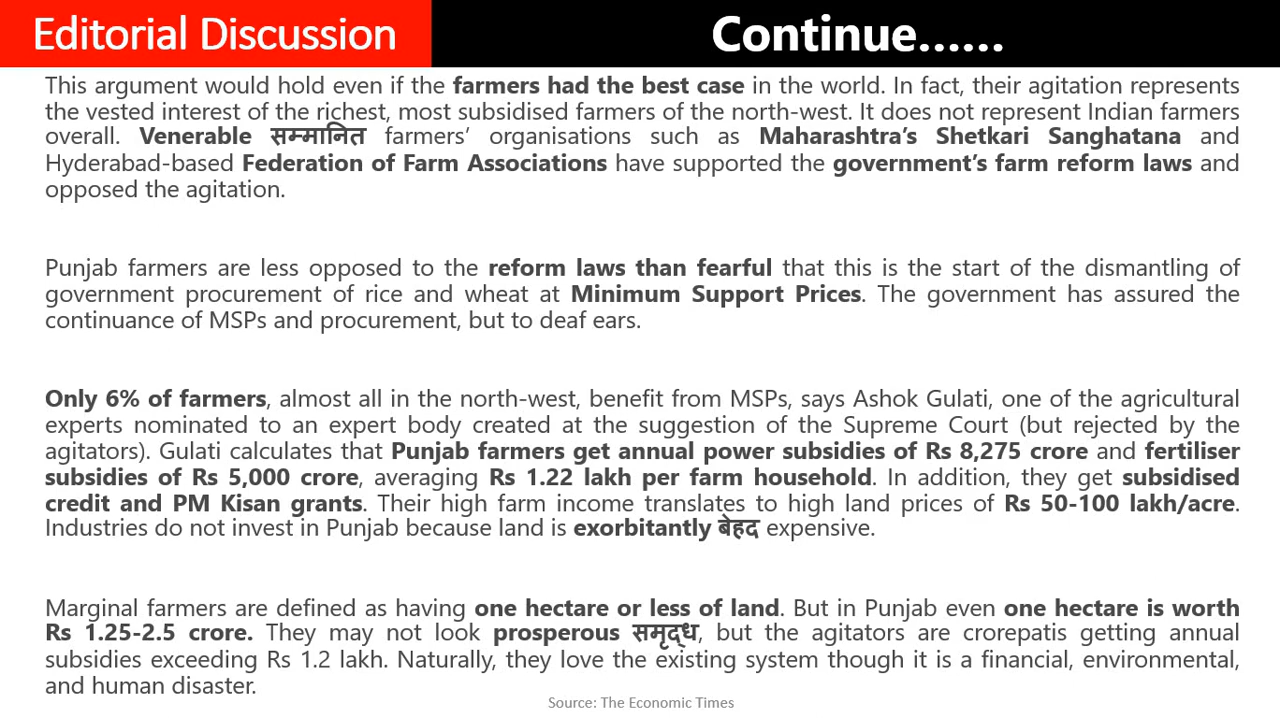 Editorial Discussion
Continue……
This argument would hold even if the farmers had the best case in the world. In fact, their agitation represents
the vested interest of the richest, most subsidised farmers of the north-west. It does not represent Indian farmers
overall. Venerable सम्मानित farmers’ organisations such as Maharashtra’s Shetkari Sanghatana and
Hyderabad-based Federation of Farm Associations have supported the government’s farm reform laws and
opposed the agitation.
Punjab farmers are less opposed to the reform laws than fearful that this is the start of the dismantling of
government procurement of rice and wheat at Minimum Support Prices. The government has assured the
continuance of MSPs and procurement, but to deaf ears.
Only 6% of farmers, almost all in the north-west, benefit from MSPs, says Ashok Gulati, one of the agricultural
experts nominated to an expert body created at the suggestion of the Supreme Court (but rejected by the
agitators). Gulati calculates that Punjab farmers get annual power subsidies of Rs 8,275 crore and fertiliser
subsidies of Rs 5,000 crore, averaging Rs 1.22 lakh per farm household. In addition, they get subsidised
credit and PM Kisan grants. Their high farm income translates to high land prices of Rs 50-100 lakh/acre.
Industries do not invest in Punjab because land is exorbitantly बेहद expensive.
Marginal farmers are defined as having one hectare or less of land. But in Punjab even one hectare is worth
Rs 1.25-2.5 crore. They may not look prosperous समृद्ध, but the agitators are crorepatis getting annual
subsidies exceeding Rs 1.2 lakh. Naturally, they love the existing system though it is a financial, environmental,
and human disaster.
Source: The Economic Times